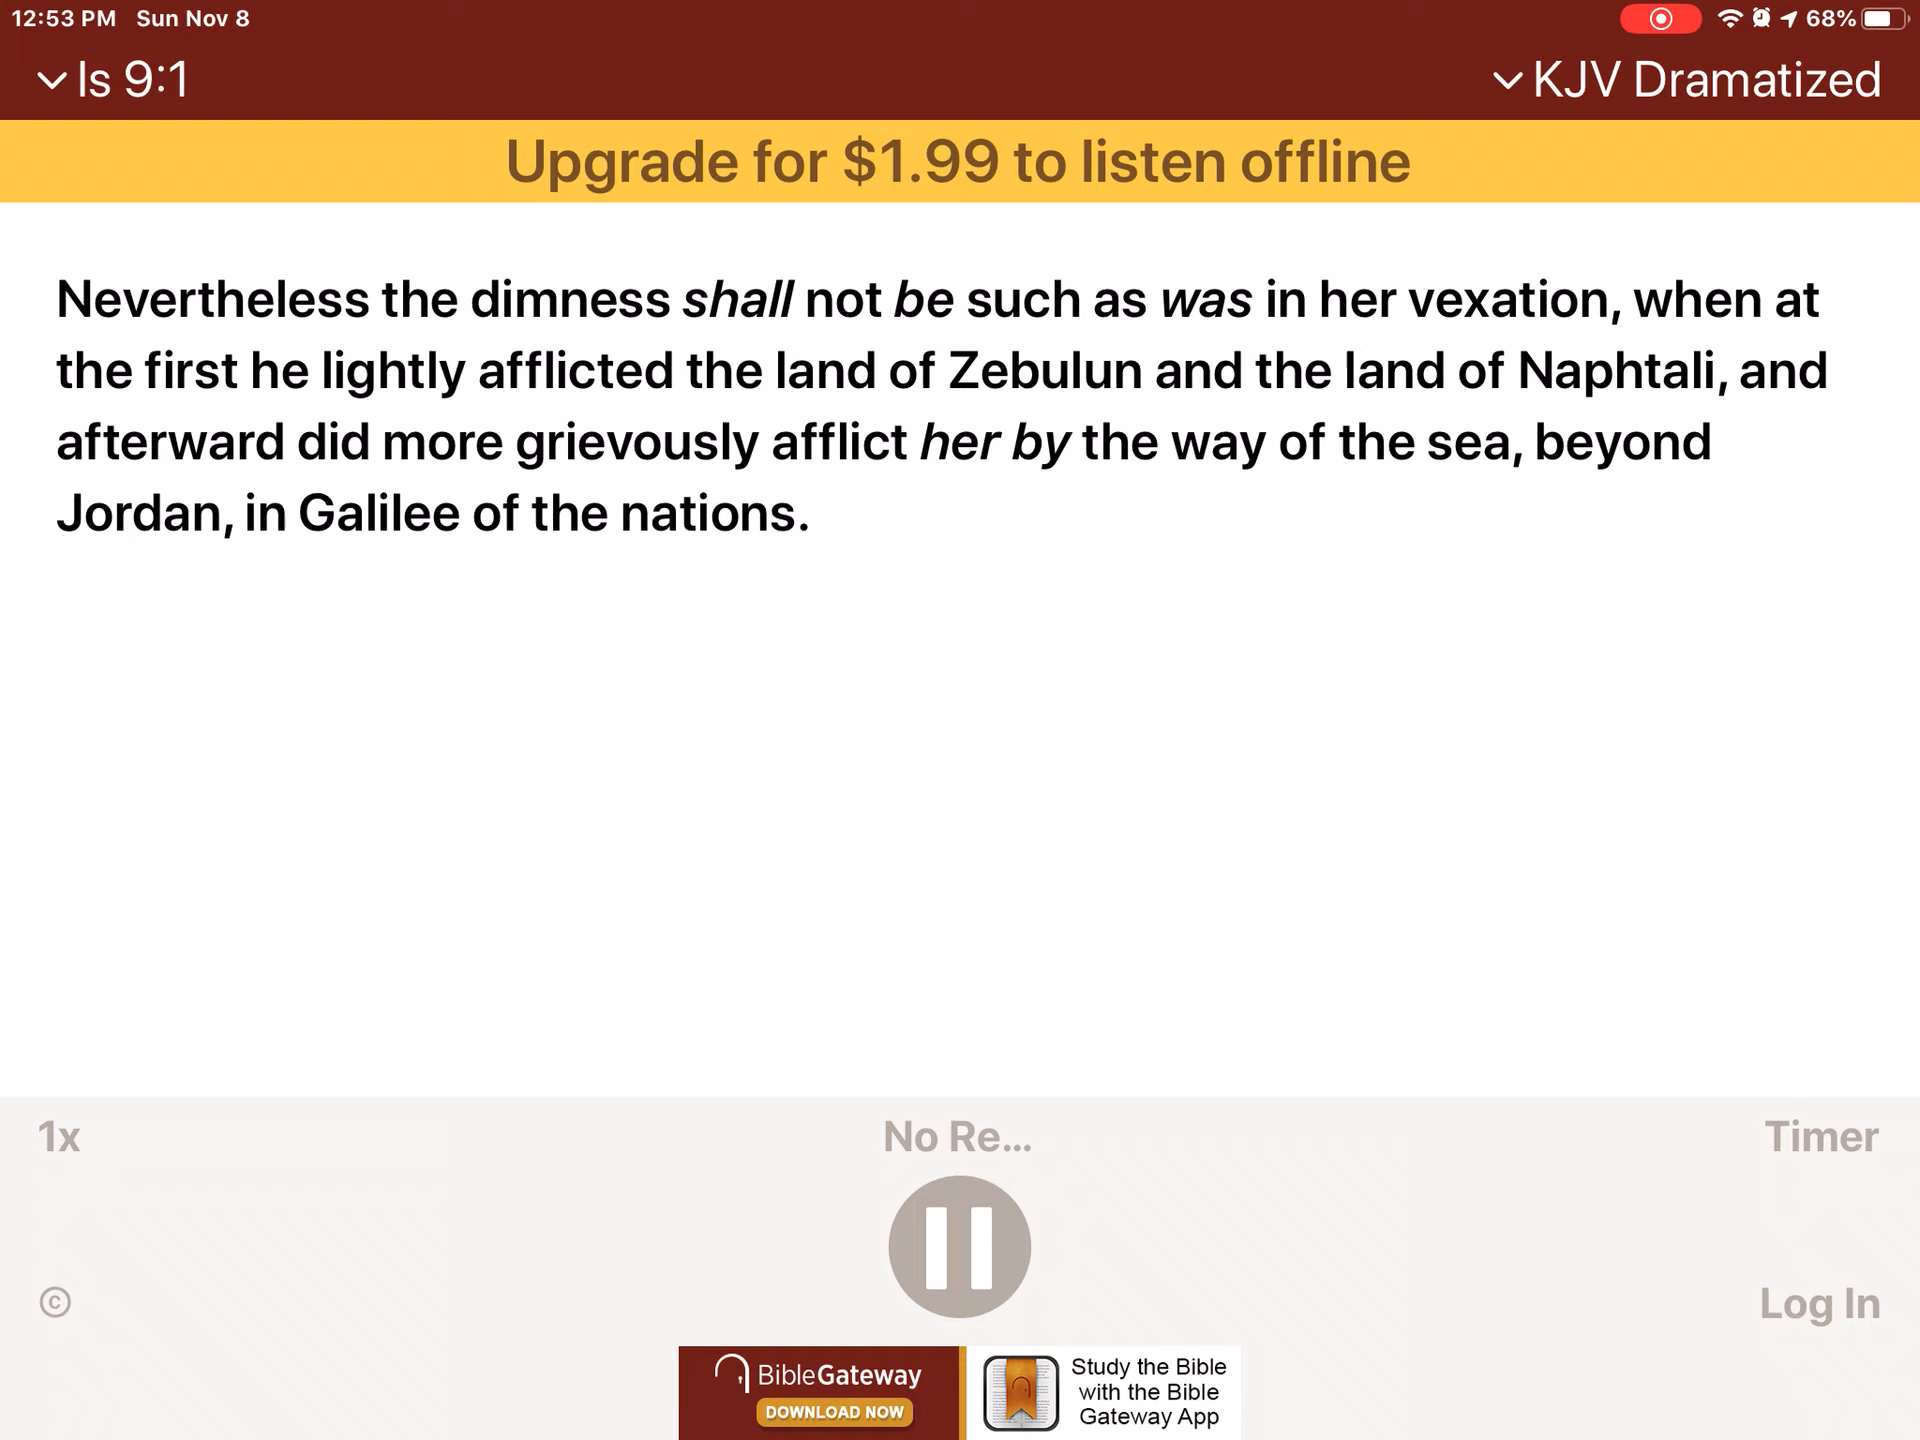 12:53 PM Sun Nov 8
68%
Is 9:1
KJV Dramatized
Upgrade for $1.99 to listen offline
Nevertheless the dimness shall not be such as was in her vexation, when at
the first he lightly afflicted the land of Zebulun and the land of Naphtali, and
afterward did more grievously afflict her by the way of the sea, beyond
Jordan, in Galilee of the nations.
1x
No Re...
Timer
©
Log In
BibleGateway
DOWNLOAD NOW
Study the Bible
with the Bible
Gateway App